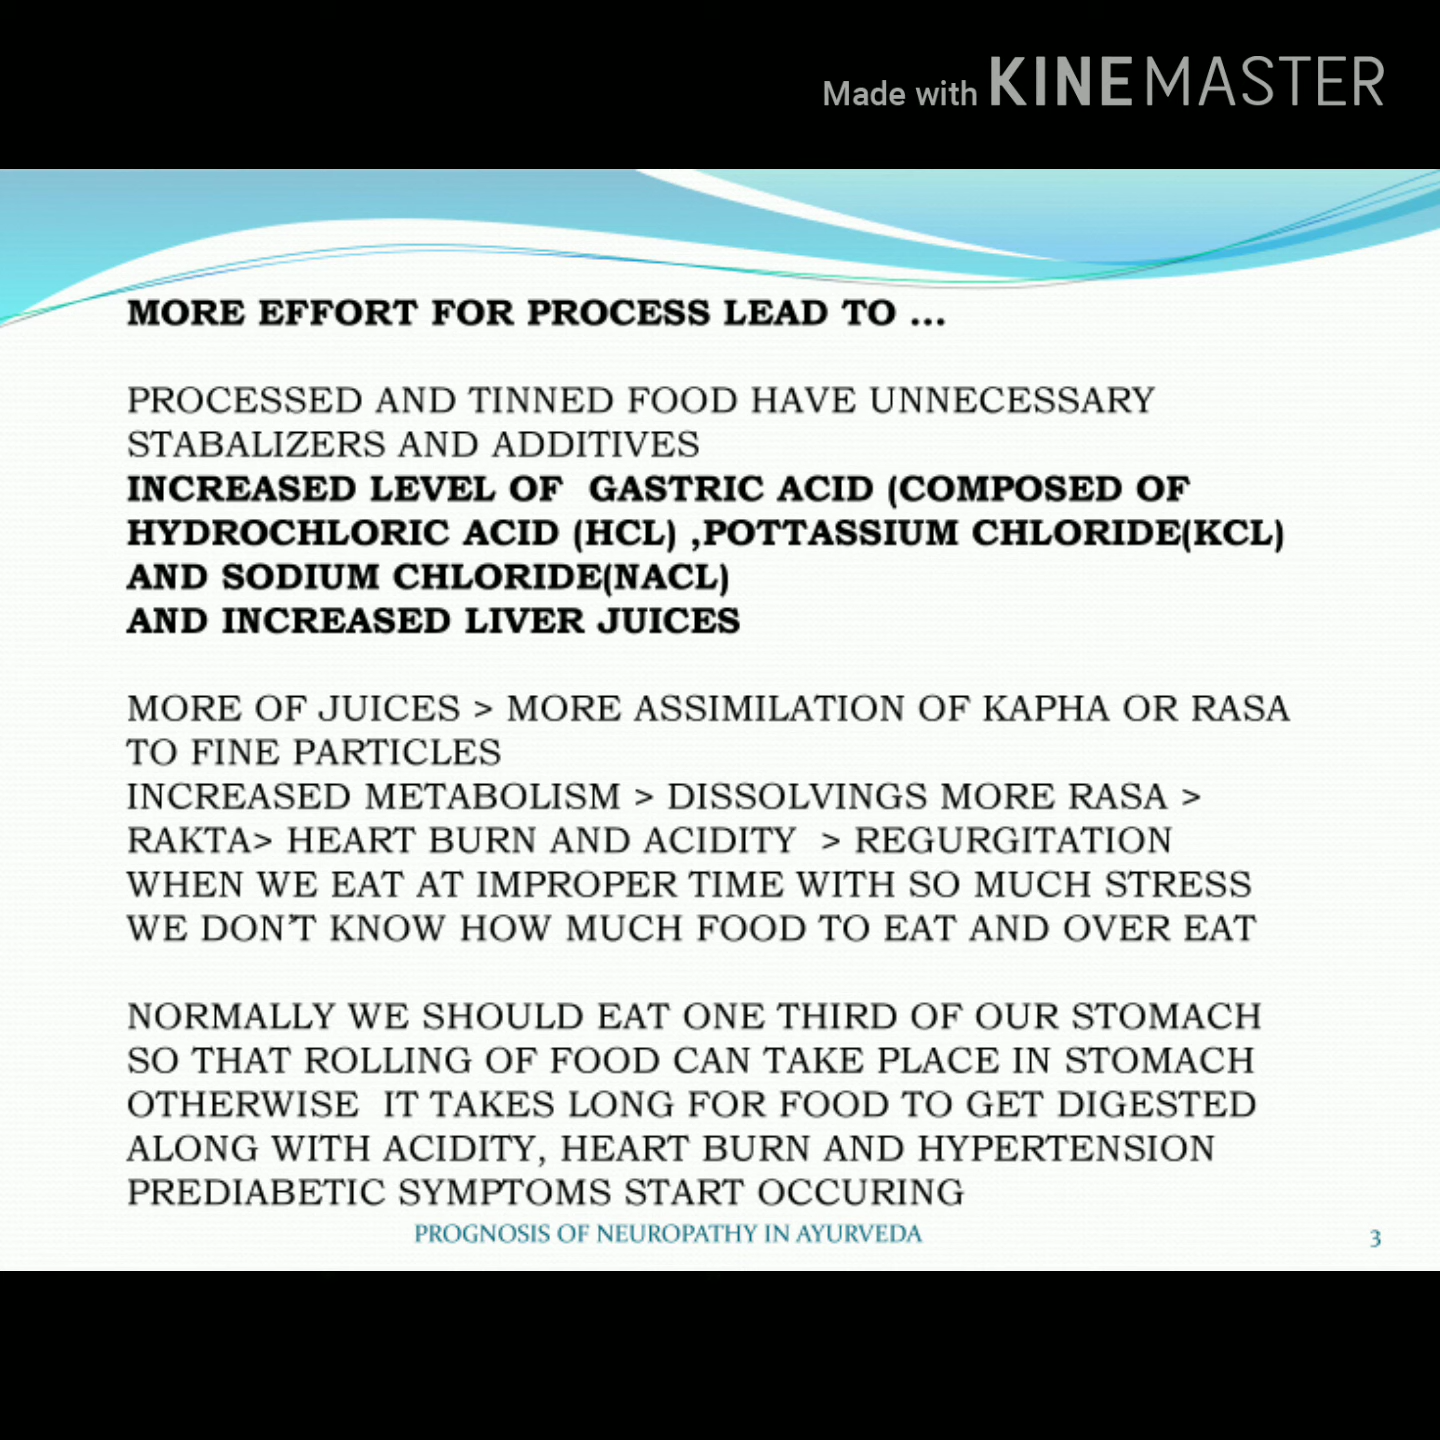 Made with KINEMASTER
MORE EFFORT FOR PROCESS LEAD TO ...
PROCESSED AND TINNED FOOD HAVE UNNECESSARY
STABALIZERS AND ADDITIVES
INCREASED LEVEL OF  GASTRIC ACID (COMPOSED OF
HYDROCHLORIC ACID (HCL) ,POTTASSIUM CHLORIDE(KCL)
AND SODIUM CHLORIDE(NACL)
AND INCREASED LIVER JUICES
MORE OF JUICES > MORE ASSIMILATION OF KAPHA OR RASA
TO FINE PARTICLES
INCREASED METABOLISM > DISSOLVINGS MORE RASA >
RAKTA> HEART BURN AND ACIDITY  > REGURGITATION
WHEN WE EAT AT IMPROPER TIME WITH SO MUCH STRESS
WE DON’T KNOW HOW MUCH FOOD TO EAT AND OVER EAT
NORMALLY WE SHOULD EAT ONE THIRD OF OUR STOMACH
SO THAT ROLLING OF FOOD CAN TAKE PLACE IN STOMACH
OTHERWISE  IT TAKES LONG FOR FOOD TO GET DIGESTED
ALONG WITH ACIDITY, HEART BURN AND HYPERTENSION
PREDIABETIC SYMPTOMS START OCCURING
PROGNOSIS OF NEUROPATHY IN AYURVEDA
3